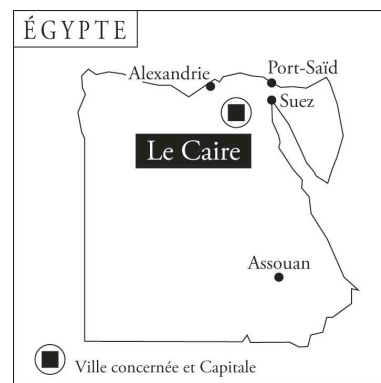 ÉGYPTE
Alexandrie
Port-Saïd
Suez
Le Caire
Assouan
Ville concernée et Capitale